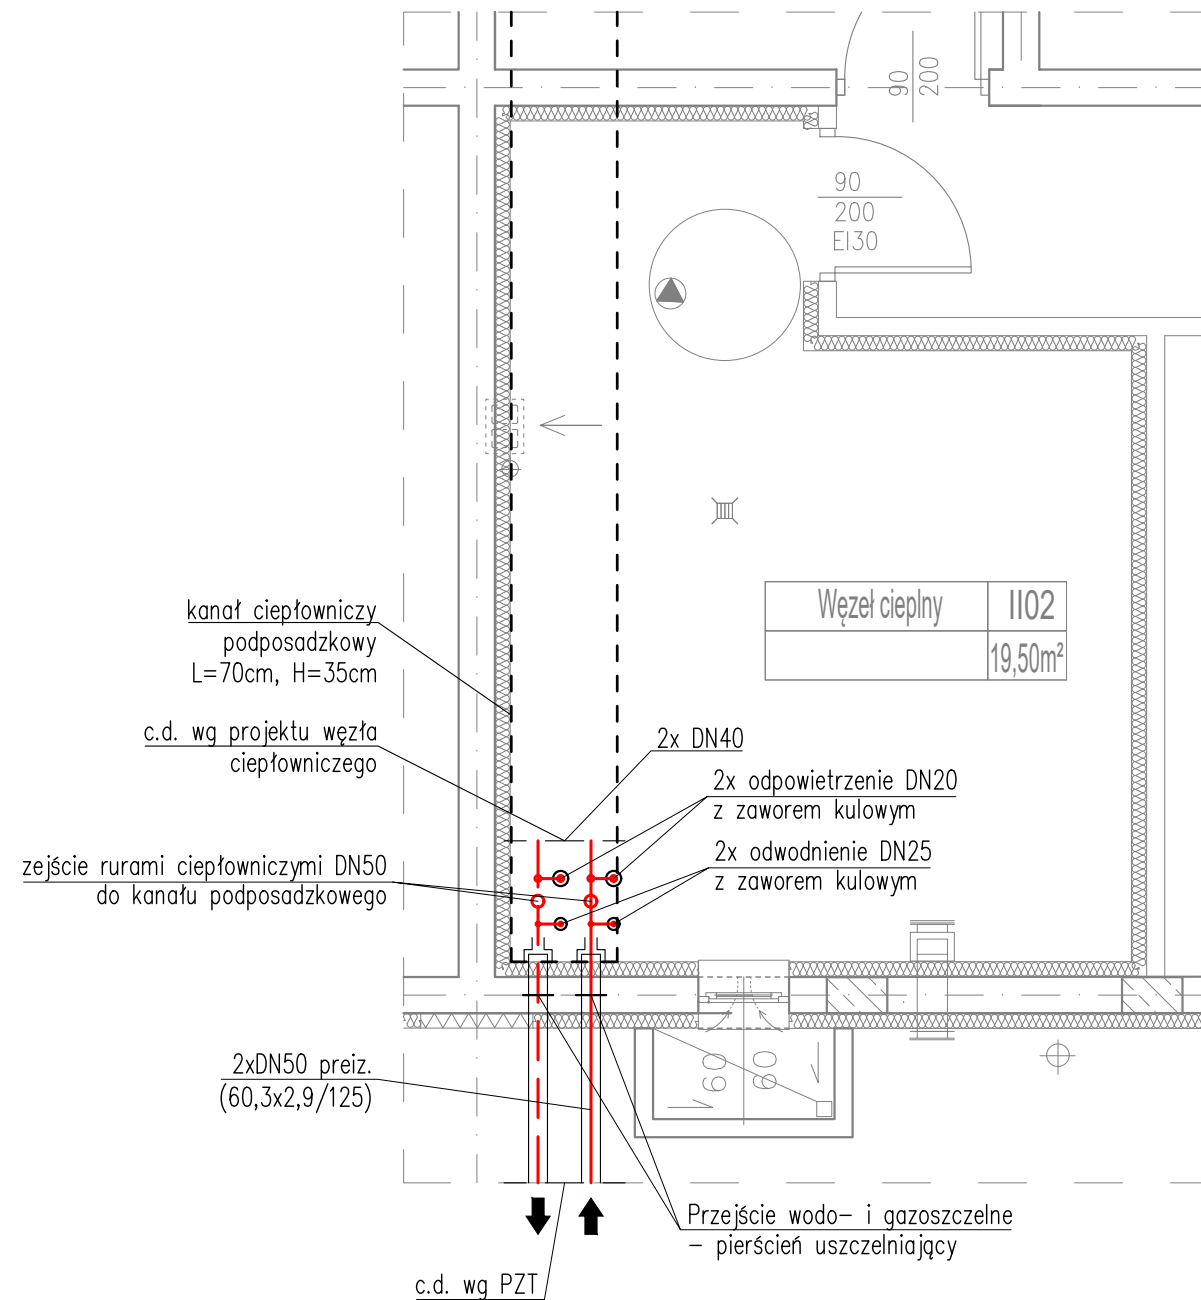 90
200
90
200
EI30
Węzeł cieplny II02
19,50m²
kanał ciepłowniczy
podposadzkowy
L=70cm, H=35cm
c.d. wg projektu węzła
ciepłowniczego
2x DN40
2x odpowietrzenie DN20
z zaworem kulowym
2x odwodnienie DN25
z zaworem kulowym
zejście rurami ciepłowniczymi DN50
do kanału podposadzkowego
2xDN50 preiz.
(60,3x2,9/125)
60
60
Przejście wodo- i gazoszczelne
- pierścień uszczelniający
c.d. wg PZT